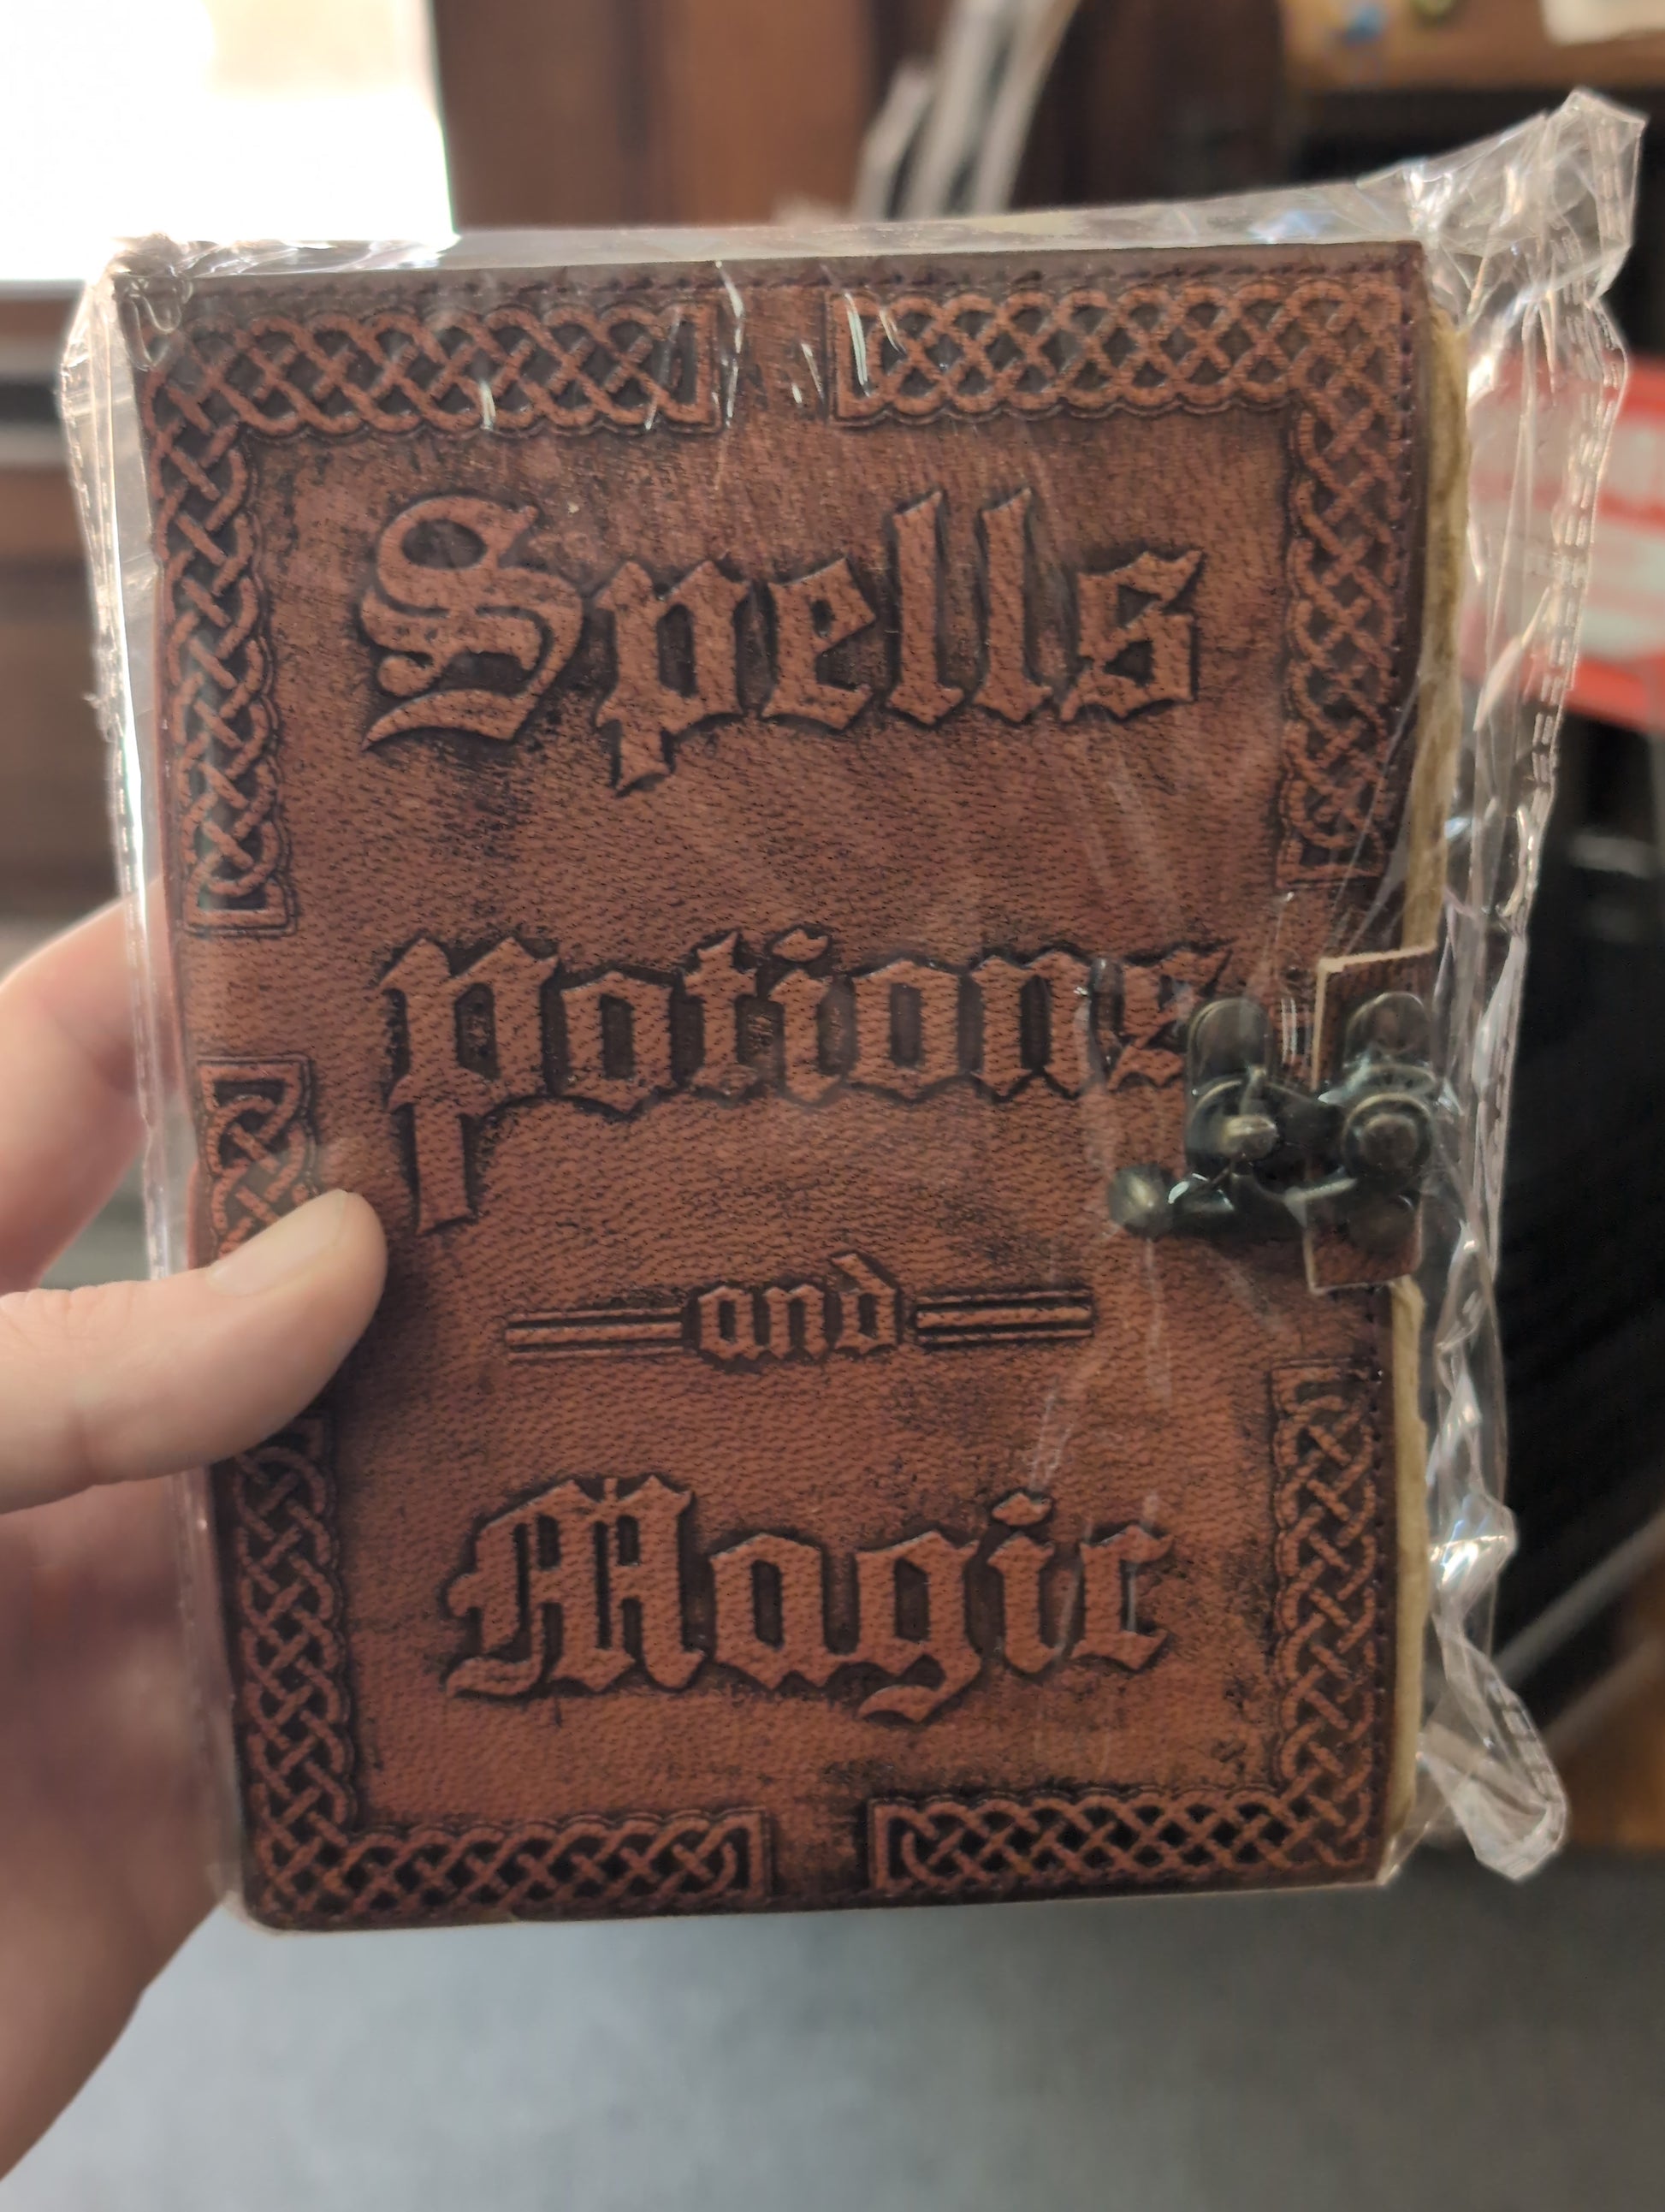 Spells
Potions
and
Magic